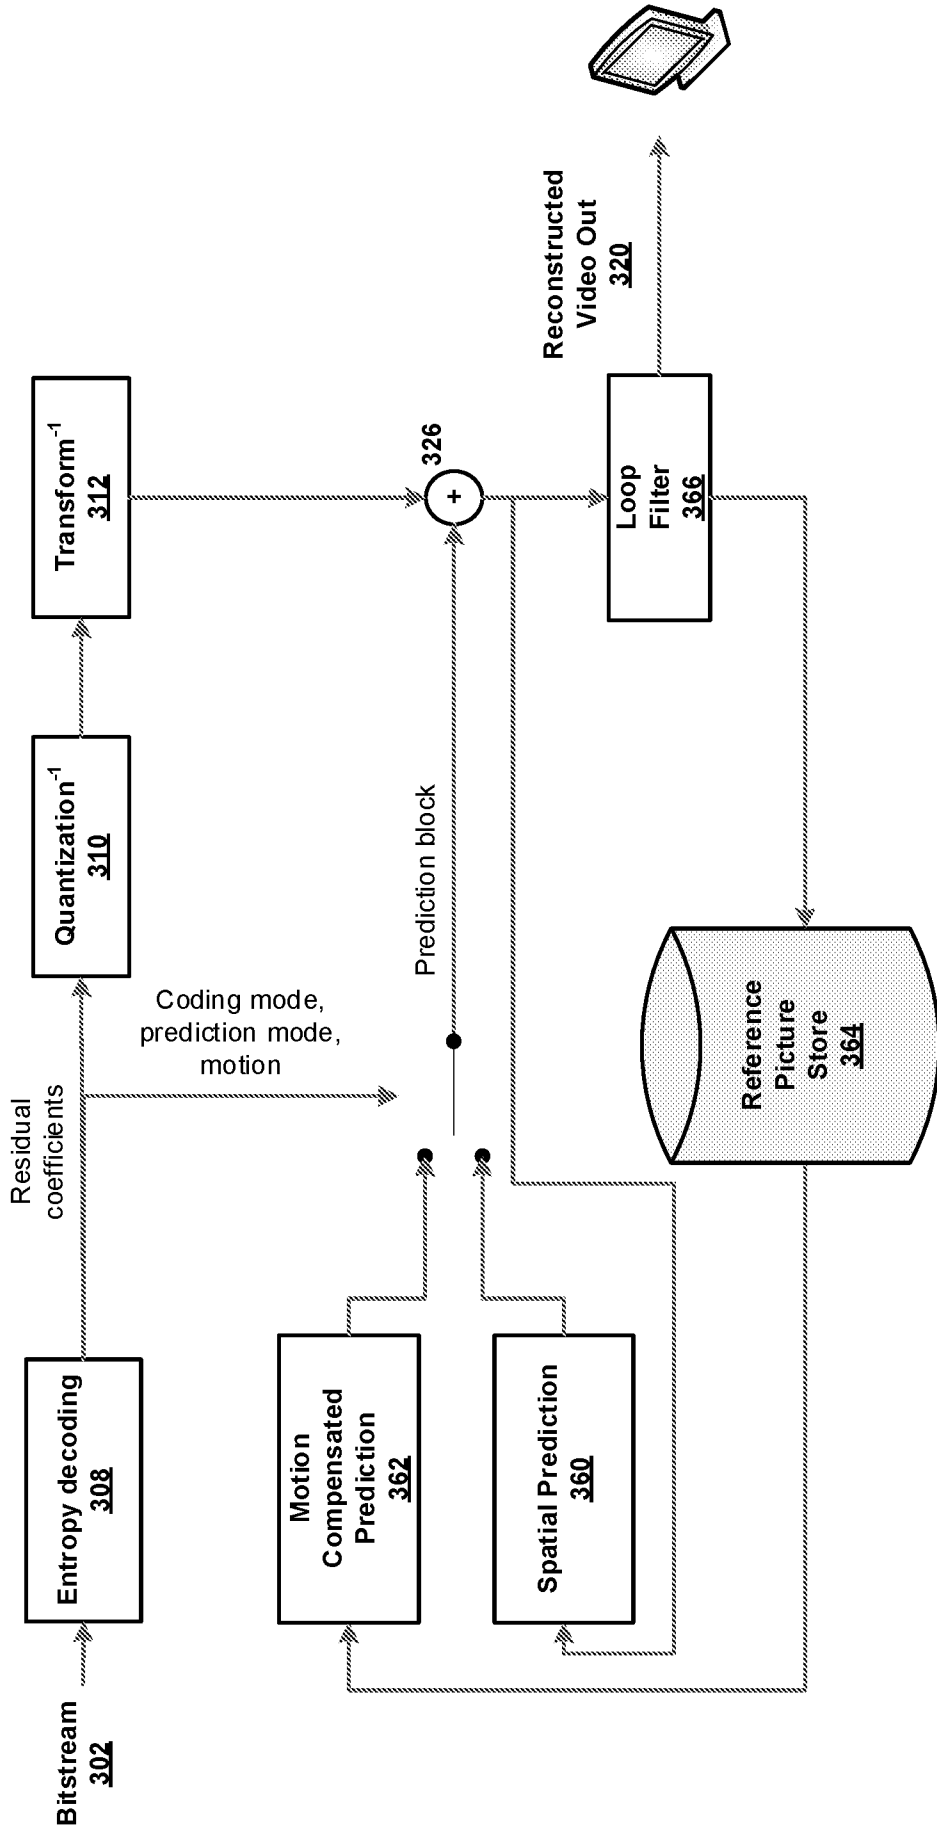 Bitstream
302
Entropy decoding
308
Residual
coefficients
Quantization-1
310
Transform-1
312
Coding mode,
prediction mode,
motion
Motion
Compensated
Prediction
362
Spatial Prediction
360
Prediction block
326
+
Loop
Filter
366
Reconstructed
Video Out
320
Reference
Picture
Store
364